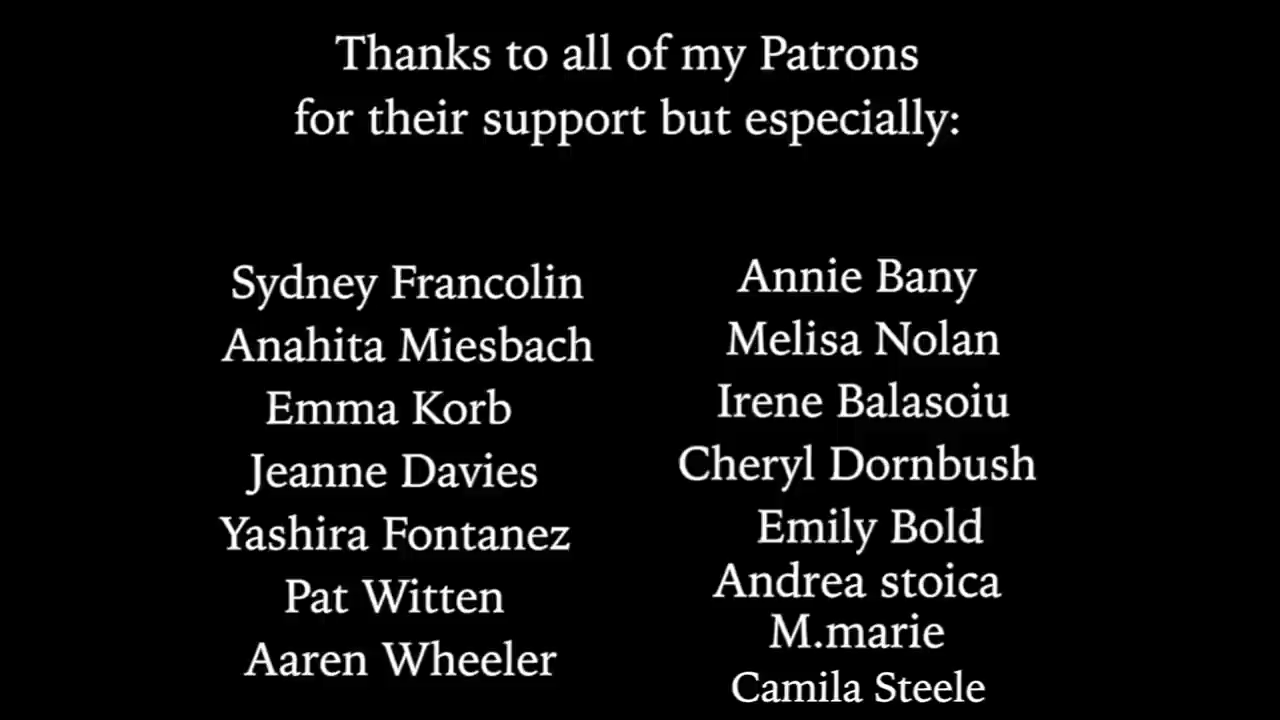 Thanks to all of my Patrons
for their support but especially:
Sydney Francolin
Anahita Miesbach
Emma Korb
Jeanne Davies
Yashira Fontanez
Pat Witten
Aaren Wheeler
Annie Bany
Melisa Nolan
Irene Balasoiu
Cheryl Dornbush
Emily Bold
Andrea stoica
M.marie
Camila Steele